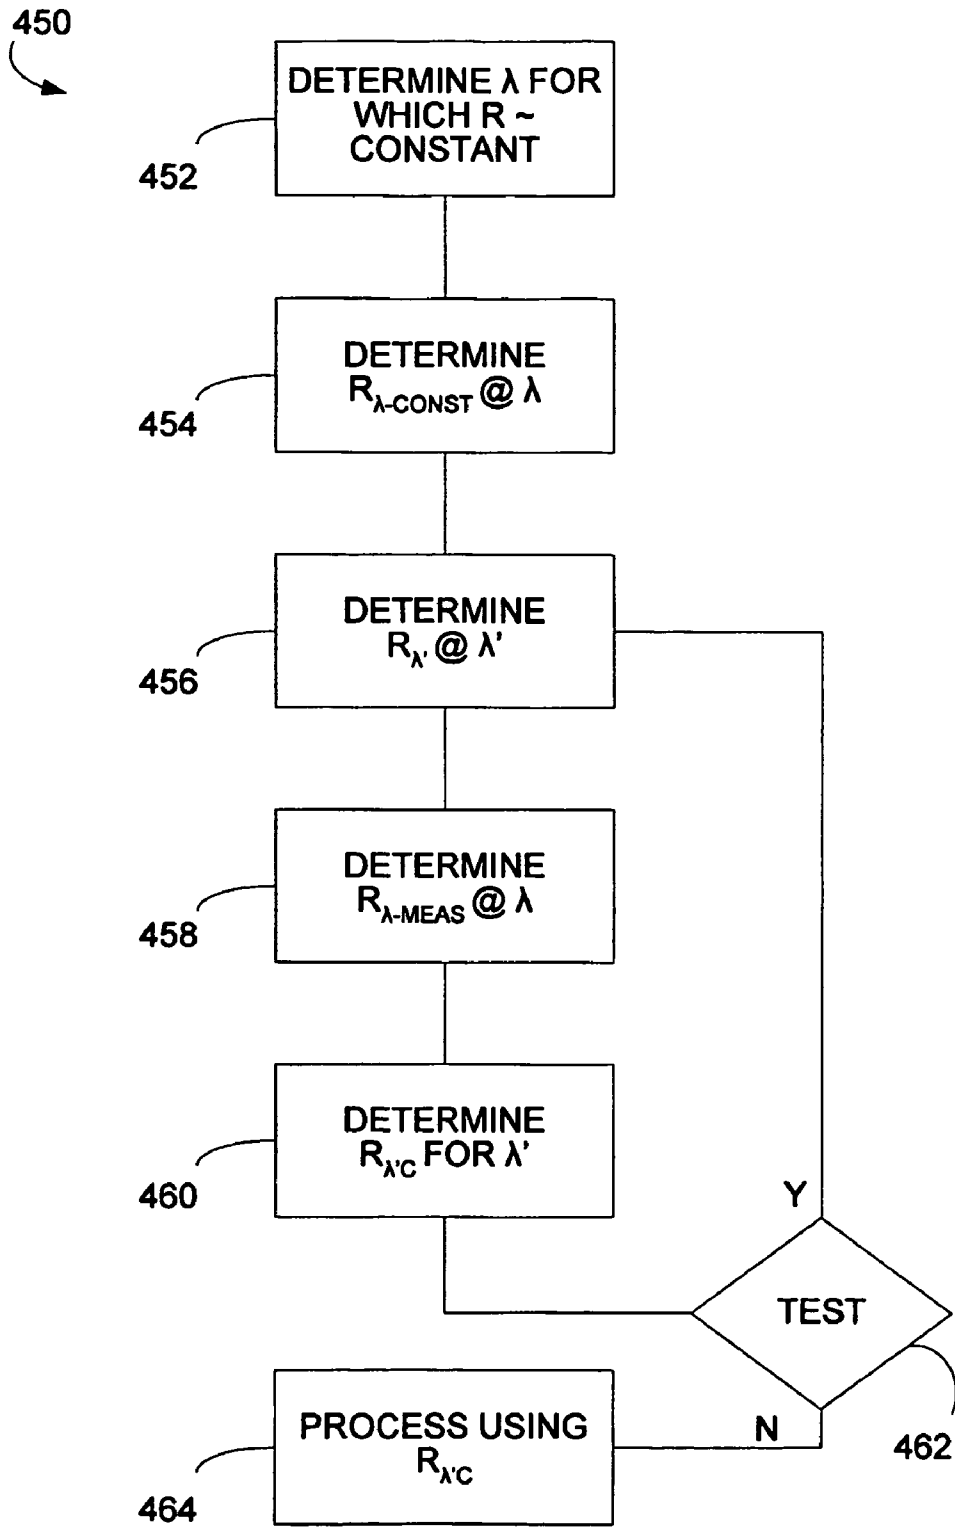 450
DETERMINE λ FOR
WHICH R ~
CONSTANT
452
DETERMINE
Rλ-CONST @ λ
454
DETERMINE
Rλ' @ λ'
456
DETERMINE
Rλ-MEAS @ λ
458
DETERMINE
Rλ'C FOR λ'
460
Y
TEST
462
N
PROCESS USING
Rλ'C
464